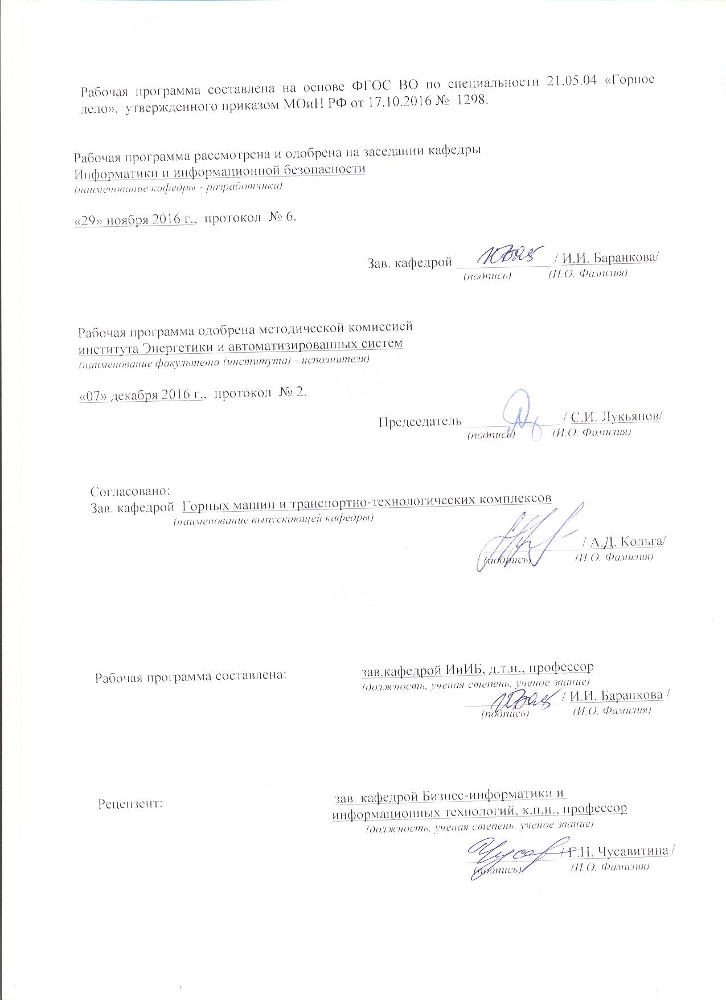 Рабочая программа составлена на основе ФГОС ВО по специальности 21.05.04 «Горное
дело», утвержденного приказом МОиН РФ от 17.10.2016 № 1298.
Рабочая программа рассмотрена и одобрена на заседании кафедры
Информатики и информационной безопасности
(наименование кафедры - разработчика)
«29» ноября 2016 г., протокол № 6.
Зав. кафедрой / И.И. Баранкова/
(подпись) (И.О. Фамилия)
Рабочая программа одобрена методической комиссией
института Энергетики и автоматизированных систем
(наименование факультета (института) - исполнителя)
«07» декабря 2016 г., протокол № 2.
Председатель / С.И. Лукьянов/
(подпись) (И.О. Фамилия)
Согласовано:
Зав. кафедрой Горных машин и транспортно-технологических комплексов
(наименование выпускающей кафедры)
/ А.Д. Кольга/
(подпись) (И.О. Фамилия)
Рабочая программа составлена: зав.кафедрой ИиИБ, д.т.н., профессор
(должность, ученая степень, ученое звание)
/ И.И. Баранкова /
(подпись) (И.О. Фамилия)
Рецензент: зав. кафедрой Бизнес-информатики и
информационных технологий, к.п.н., профессор
(должность, ученая степень, ученое звание)
/ Г.Н. Чусавитина /
(подпись) (И.О. Фамилия)